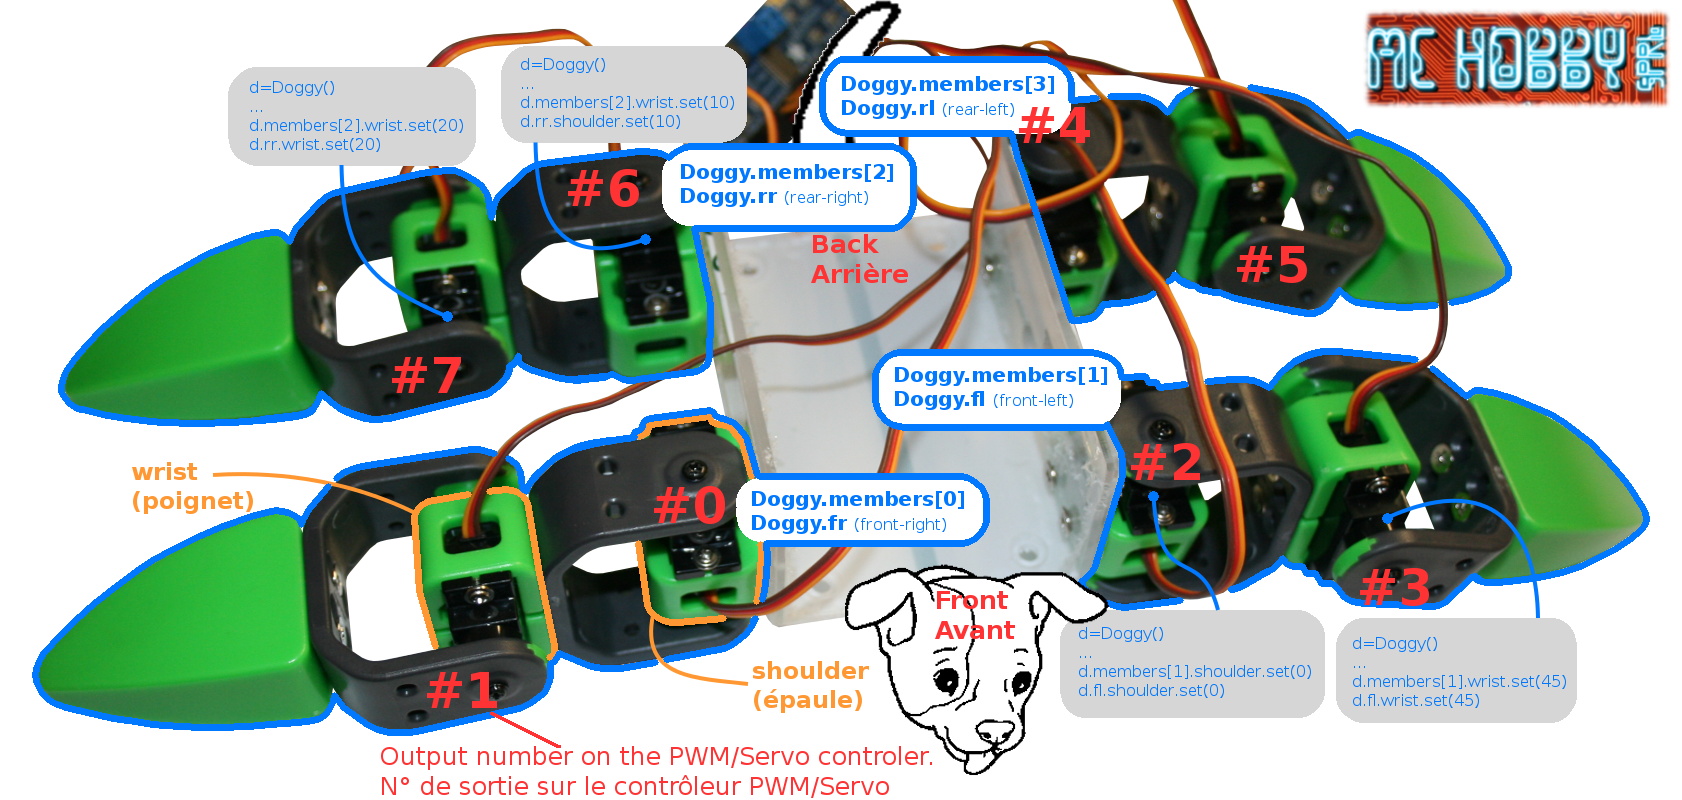 MC HOBBY SPRL
d=Doggy()
...
d.members[2].wrist.set(20)
d.rr.wrist.set(20)
d=Doggy()
...
d.members[2].wrist.set(10)
d.rr.shoulder.set(10)
Doggy.members[3]
Doggy.rl (rear-left)
#4
#6
Doggy.members[2]
Doggy.rr (rear-right)
Back
Arrière
#5
#7
Doggy.members[1]
Doggy.fl (front-left)
wrist
(poignet)
#0
Doggy.members[0]
Doggy.fr (front-right)
#2
#3
Front
Avant
shoulder
(épaule)
#1
d=Doggy()
...
d.members[1].shoulder.set(0)
d.fl.shoulder.set(0)
d=Doggy()
...
d.members[1].wrist.set(45)
d.fl.wrist.set(45)
Output number on the PWM/Servo controler.
N° de sortie sur le contrôleur PWM/Servo